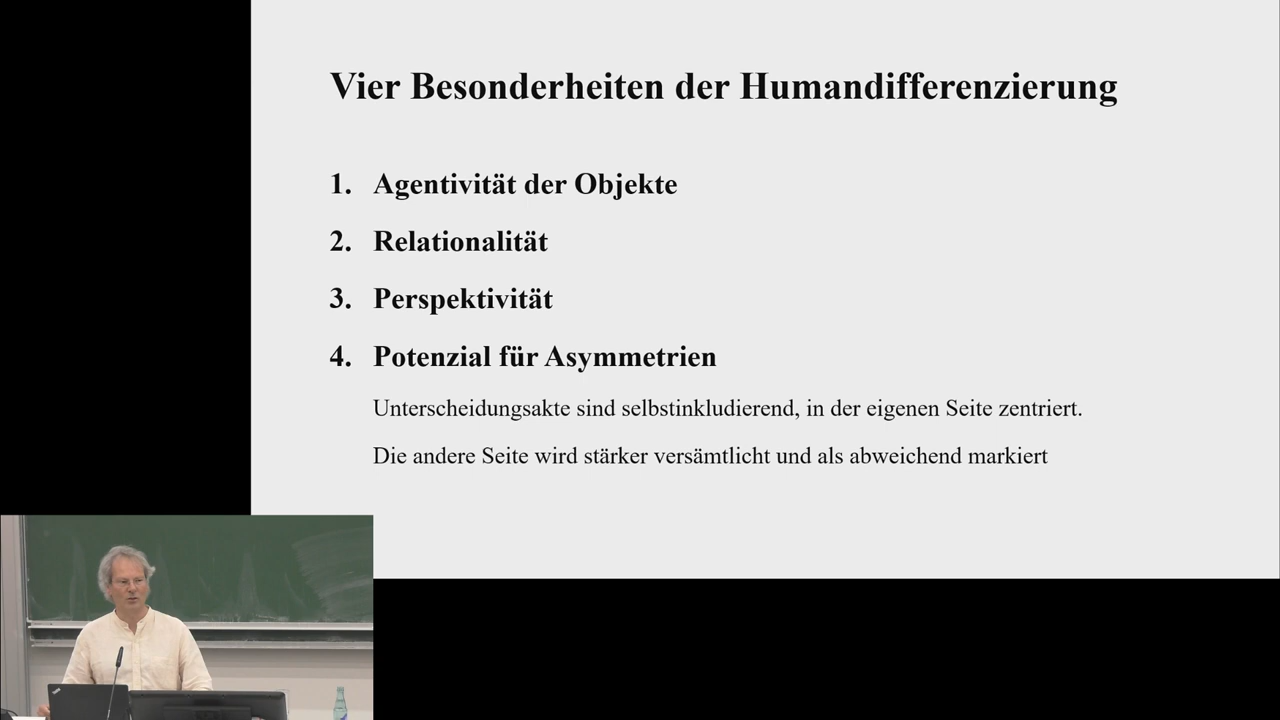 Vier Besonderheiten der Humandifferenzierung
1. Agentivität der Objekte
2. Relationalität
3. Perspektivität
4. Potenzial für Asymmetrien
Unterscheidungsakte sind selbstinkludierend, in der eigenen Seite zentriert.
Die andere Seite wird stärker versämtlicht und als abweichend markiert